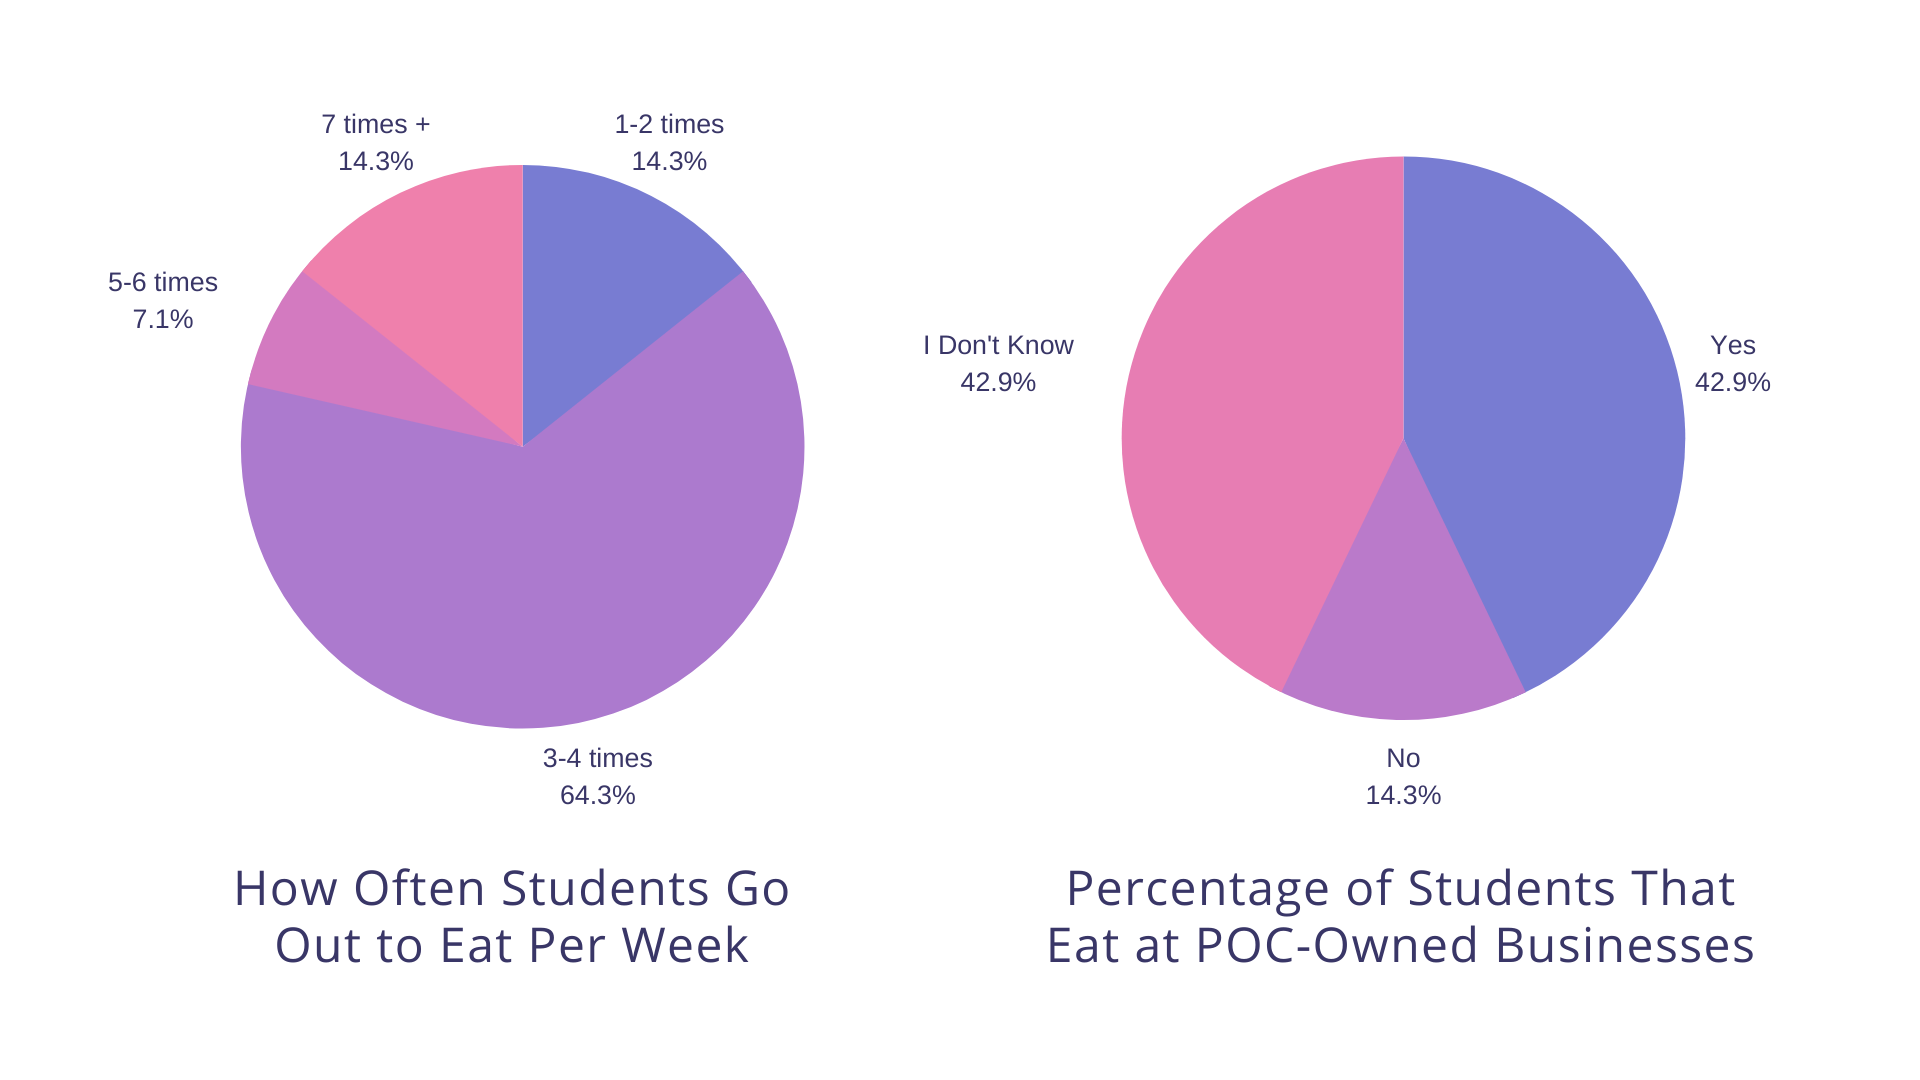 7 times +
14.3%
1-2 times
14.3%
5-6 times
7.1%
3-4 times
64.3%
How Often Students Go
Out to Eat Per Week
I Don't Know
42.9%
Yes
42.9%
No
14.3%
Percentage of Students That
Eat at POC-Owned Businesses